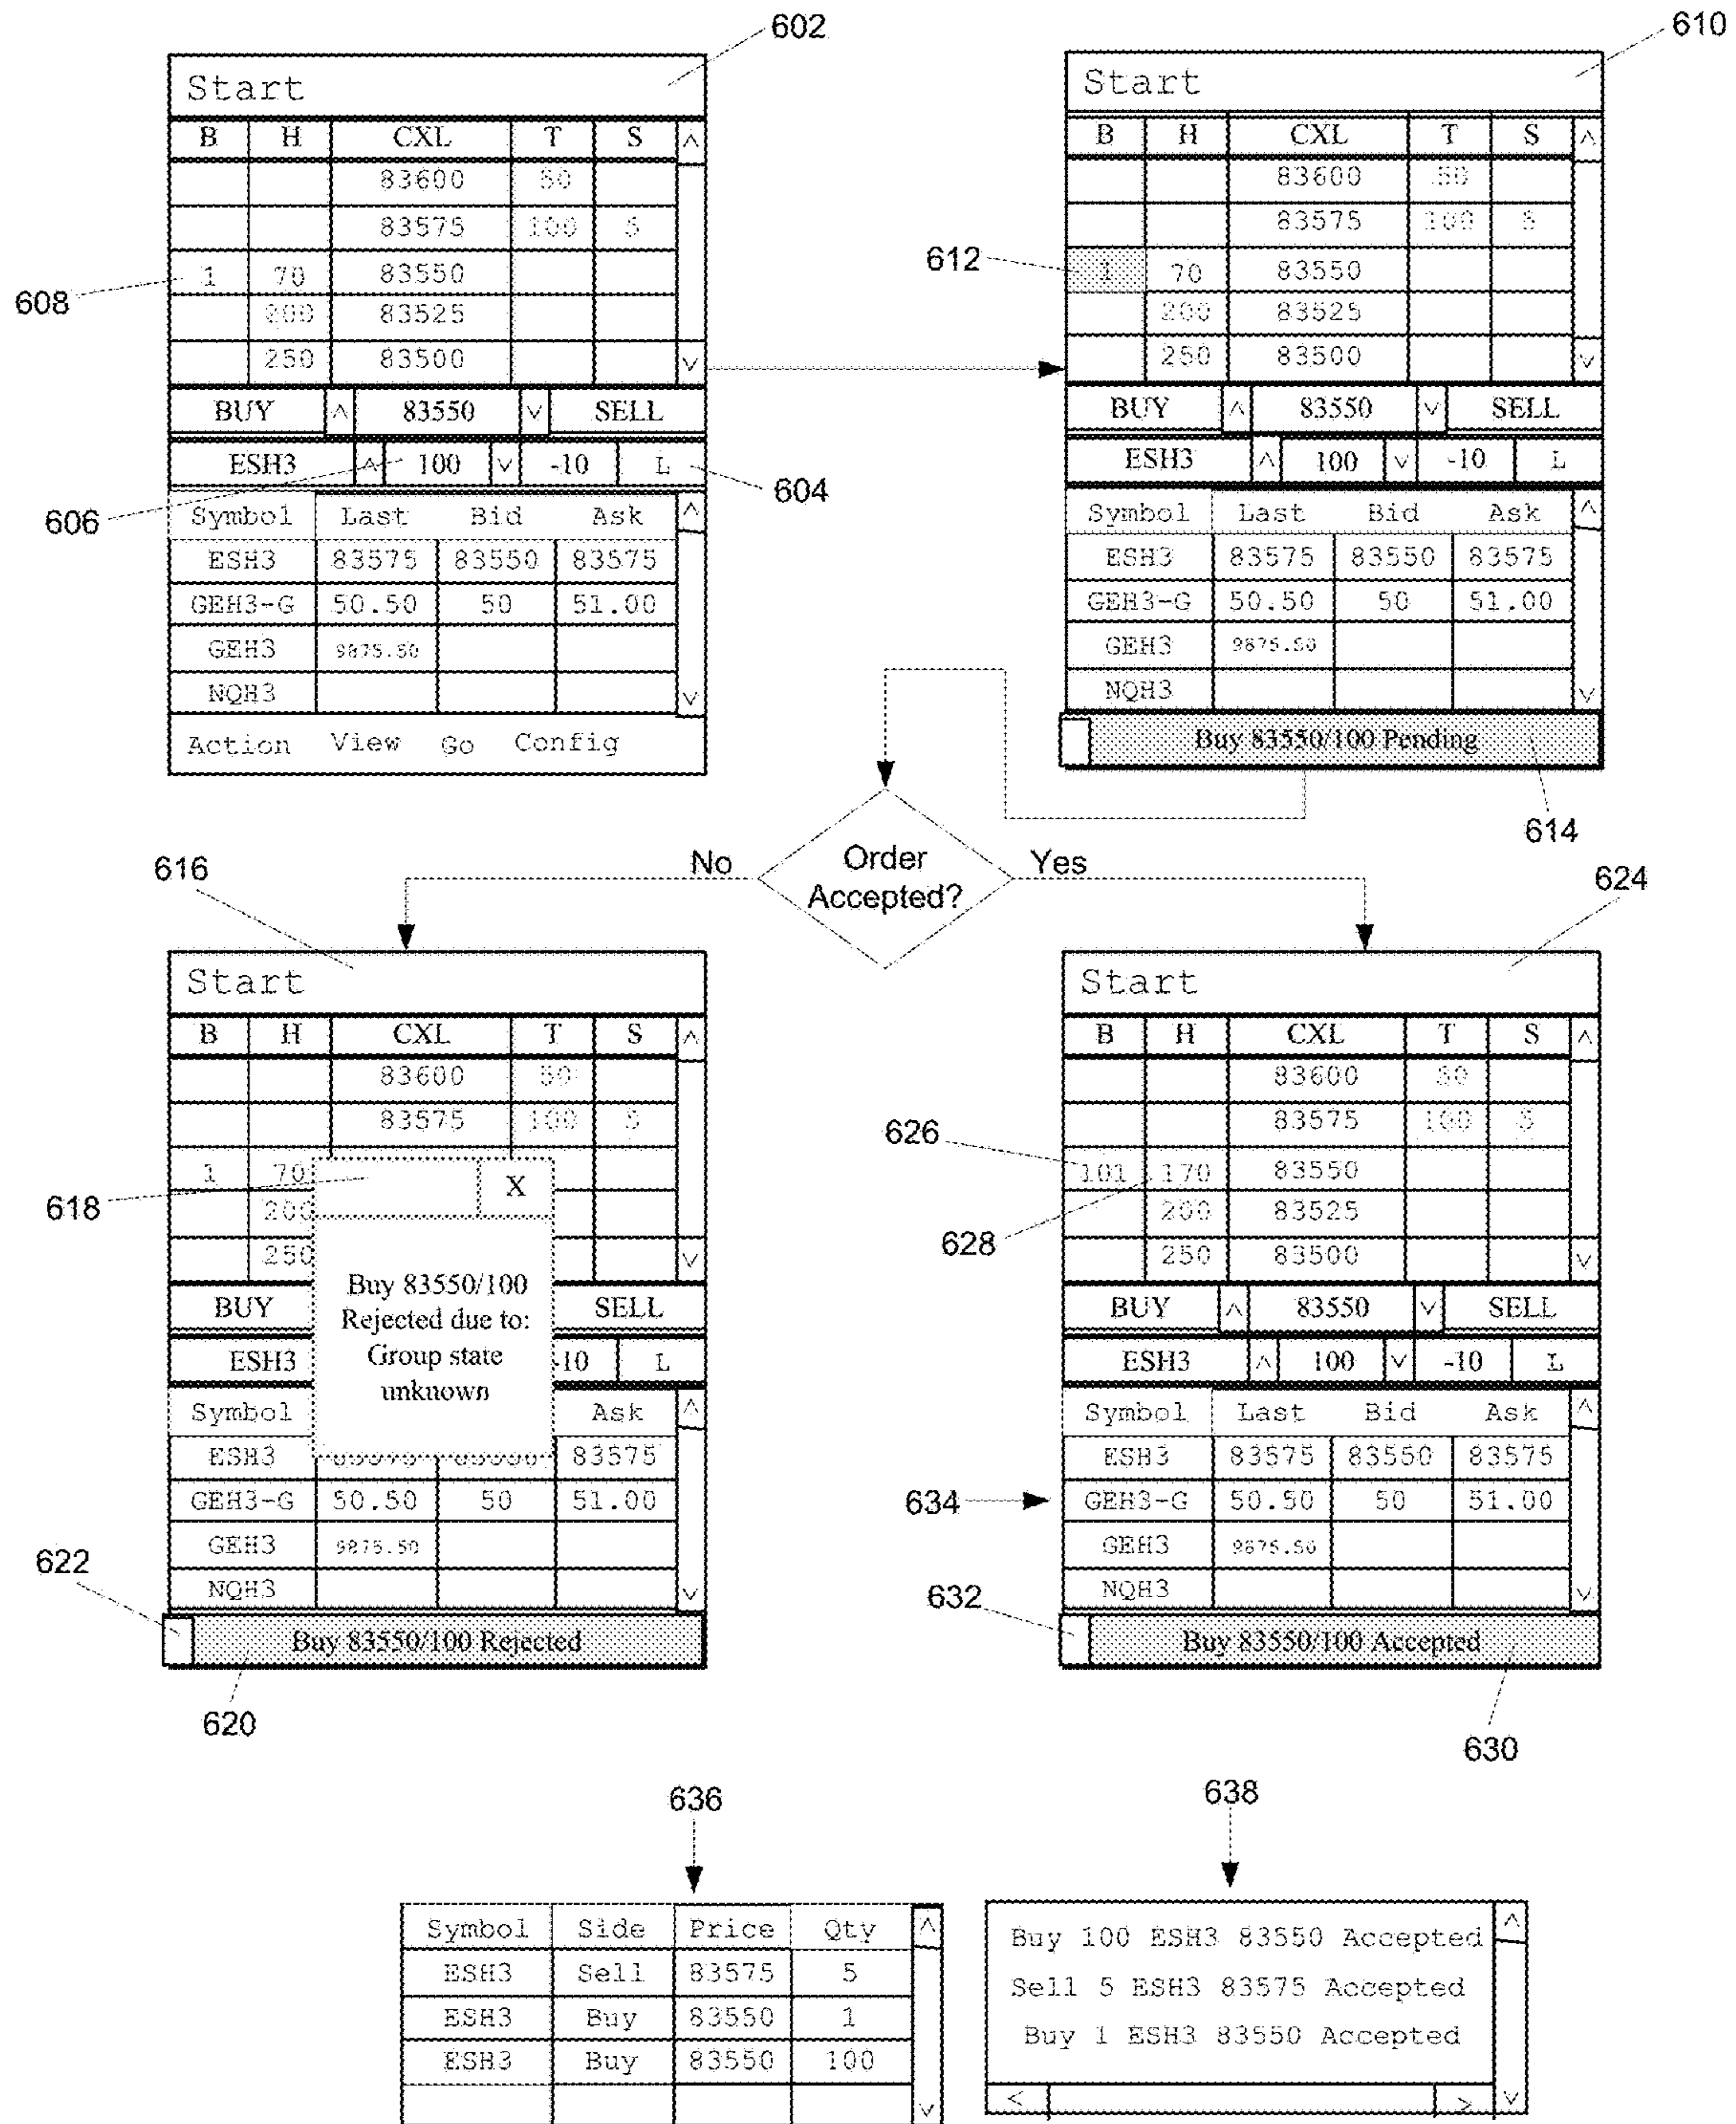 602
610
Start
B H CXL T S ^
83600 50
83575 100 5
608 1 70 83550
200 83525
250 83500 v
BUY ^ 83550 v SELL
ESH3 ^ 100 v -10 L
604
606
Symbol Last Bid Ask ^
ESH3 83575 83550 83575
GEH3-G 50.50 50 51.00
GEH3 9875.50
NQH3 v
Action View Go Config
Start
B H CXL T S ^
83600 50
83575 100 5
612 1 70 83550
200 83525
250 83500 v
BUY ^ 83550 v SELL
ESH3 ^ 100 v -10 L
Symbol Last Bid Ask ^
ESH3 83575 83550 83575
GEH3-G 50.50 50 51.00
GEH3 9875.50
NQH3 v
Buy 83550/100 Pending
614
No
Order
Accepted?
Yes
616
624
Start
B H CXL T S ^
83600 50
83575 100 5
1 70
618
200
250 v
X
Buy 83550/100
Rejected due to:
Group state
unknown
BUY SELL
ESH3 -10 L
Symbol Ask ^
ESH3 83575
GEH3-G 50.50 50 51.00
GEH3 9875.50
622
NQH3 v
Buy 83550/100 Rejected
620
Start
B H CXL T S ^
83600 50
83575 100 5
626
101 170 83550
628
200 83525
250 83500 v
BUY ^ 83550 v SELL
ESH3 ^ 100 v -10 L
Symbol Last Bid Ask ^
ESH3 83575 83550 83575
634 GEH3-G 50.50 50 51.00
GEH3 9875.50
632
NQH3 v
Buy 83550/100 Accepted
630
636
638
Symbol Side Price Qty ^
ESH3 Sell 83575 5
ESH3 Buy 83550 1
ESH3 Buy 83550 100
v
Buy 100 ESH3 83550 Accepted ^
Sell 5 ESH3 83575 Accepted
Buy 1 ESH3 83550 Accepted
< > v